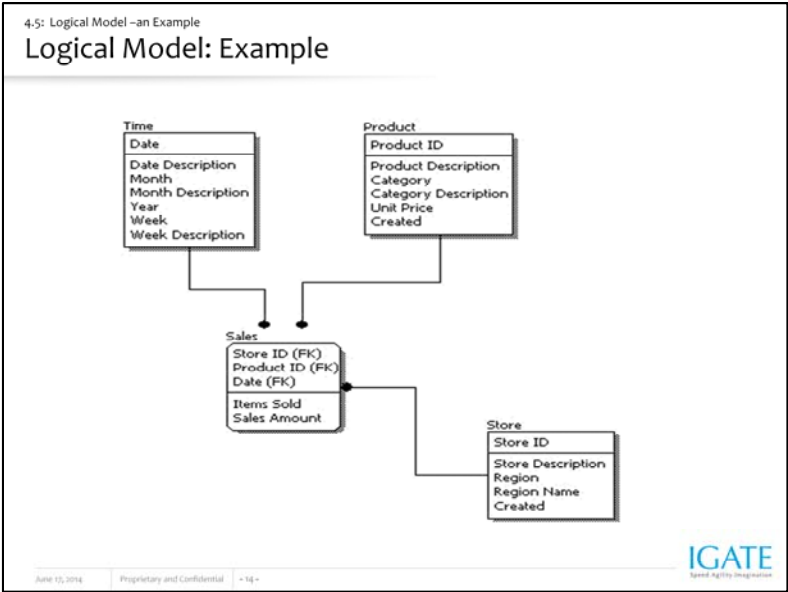 4.5: Logical Model –an Example
Logical Model: Example
Time
Date
Date Description
Month
Month Description
Year
Week
Week Description
Product
Product ID
Product Description
Category
Category Description
Unit Price
Created
Sales
Store ID (FK)
Product ID (FK)
Date (FK)
Items Sold
Sales Amount
Store
Store ID
Store Description
Region
Region Name
Created
June 17, 2014
Proprietary and Confidential
- 14 -
IGATE
Speed.Agility.Imagination